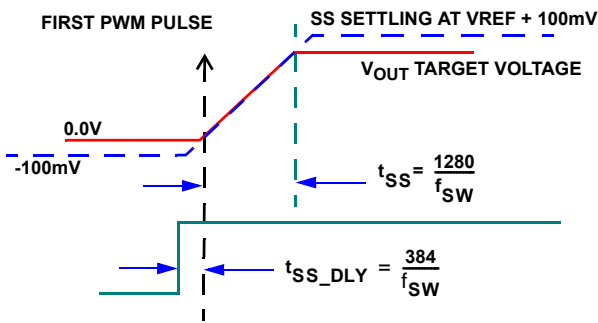 FIRST PWM PULSE
SS SETTLING AT VREF + 100mV
VOUT TARGET VOLTAGE
0.0V
-100mV
tSS = 1280/fSW
tSS_DLY = 384/fSW